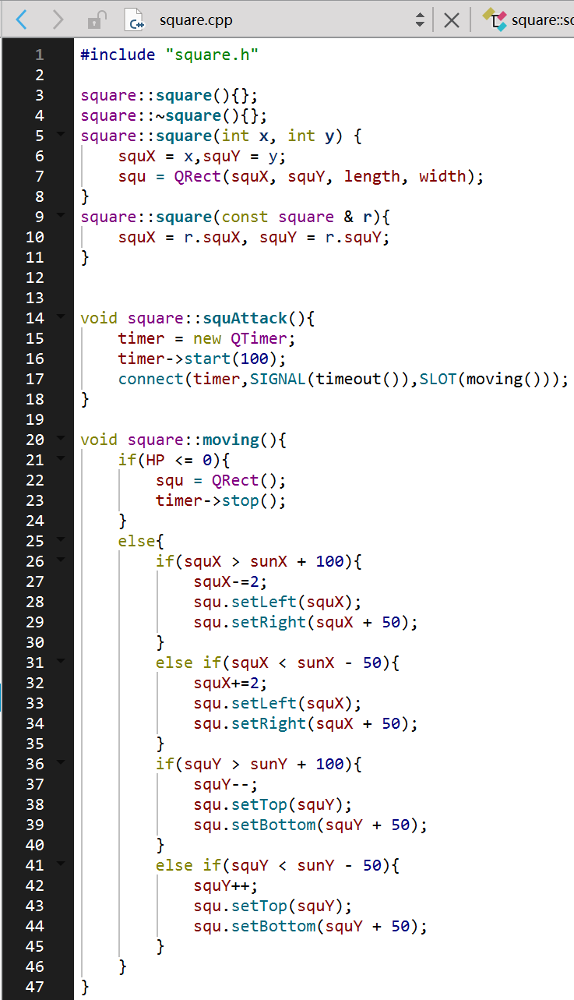 square.cpp square::s
1 #include "square.h"
2
3 square::square(){};
4 square::~square(){};
5 square::square(int x, int y) {
6     squX = x,squY = y;
7     squ = QRect(squX, squY, length, width);
8 }
9 square::square(const square & r){
10     squX = r.squX, squY = r.squY;
11 }
12
13
14 void square::squAttack(){
15     timer = new QTimer;
16     timer->start(100);
17     connect(timer,SIGNAL(timeout()),SLOT(moving()));
18 }
19
20 void square::moving(){
21     if(HP <= 0){
22         squ = QRect();
23         timer->stop();
24     }
25     else{
26         if(squX > sunX + 100){
27             squX-=2;
28             squ.setLeft(squX);
29             squ.setRight(squX + 50);
30         }
31         else if(squX < sunX - 50){
32             squX+=2;
33             squ.setLeft(squX);
34             squ.setRight(squX + 50);
35         }
36         if(squY > sunY + 100){
37             squY--;
38             squ.setTop(squY);
39             squ.setBottom(squY + 50);
40         }
41         else if(squY < sunY - 50){
42             squY++;
43             squ.setTop(squY);
44             squ.setBottom(squY + 50);
45         }
46     }
47 }